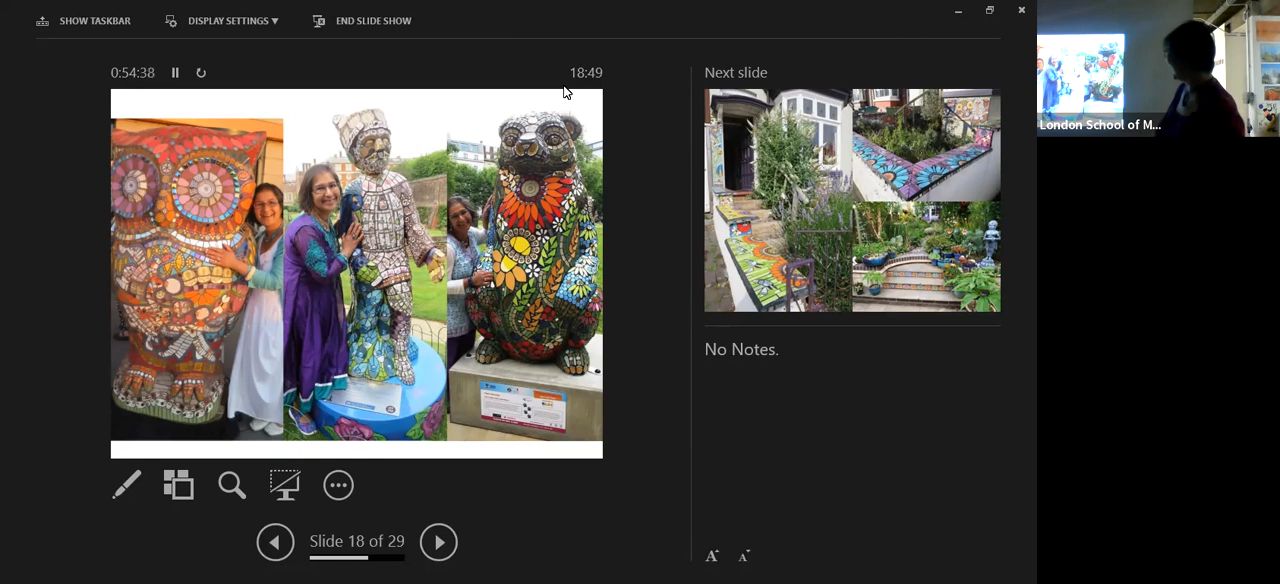 SHOW TASKBAR
DISPLAY SETTINGS ▼
END SLIDE SHOW
0:54:38
18:49
Next slide
London School of M...
No Notes.
Slide 18 of 29
A A